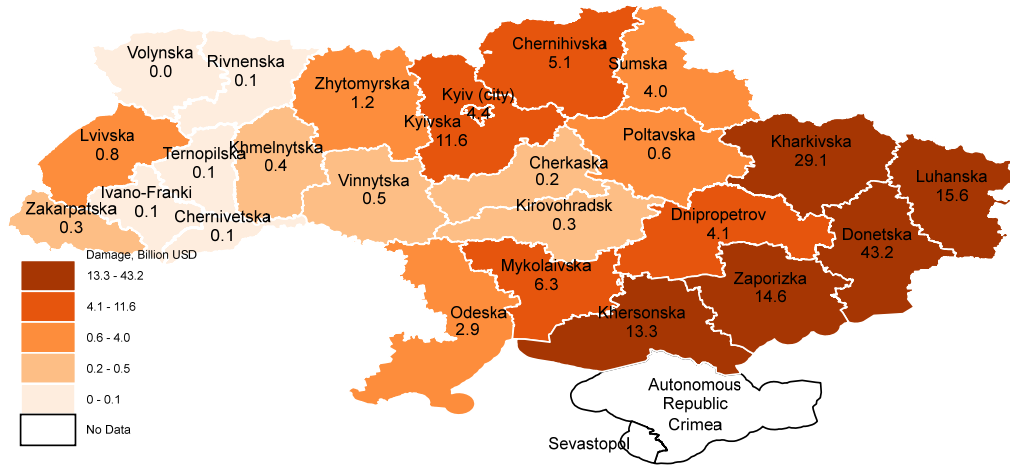 Volynska
0.0
Rivnenska
0.1
Zhytomyrska
1.2
Chernihivska
5.1
Sumska
4.0
Kyiv (city)
4.4
Kyivska
11.6
Lvivska
0.8
Ternopilska
0.1
Khmelnytska
0.4
Poltavska
0.6
Kharkivska
29.1
Luhanska
15.6
Cherkaska
0.2
Vinnytska
0.5
Ivano-Franki
0.1
Zakarpatska
0.3
Chernivetska
0.1
Kirovohradsk
0.3
Dnipropetrov
4.1
Donetska
43.2
Mykolaivska
6.3
Zaporizka
14.6
Odeska
2.9
Khersonska
13.3
Autonomous
Republic
Crimea
Sevastopol
Damage, Billion USD
13.3 - 43.2
4.1 - 11.6
0.6 - 4.0
0.2 - 0.5
0 - 0.1
No Data